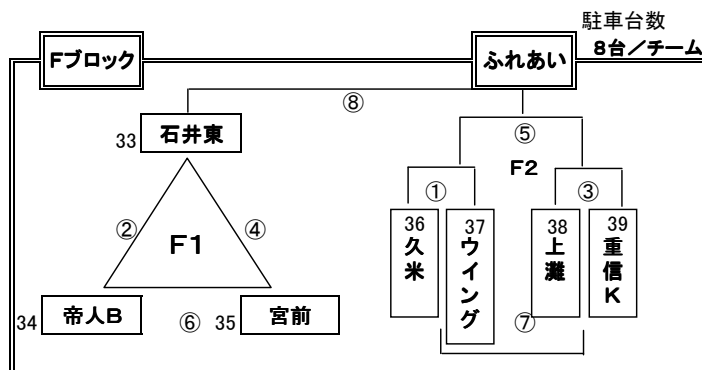 駐車台数
8台／チーム
Fブロック
ふれあい
⑧
33
石井東
⑤
F2
①
③
36
久米
37
ウイング
38
上灘
39
重信K
②
F1
④
34
帝人B
⑥
35
宮前
⑦